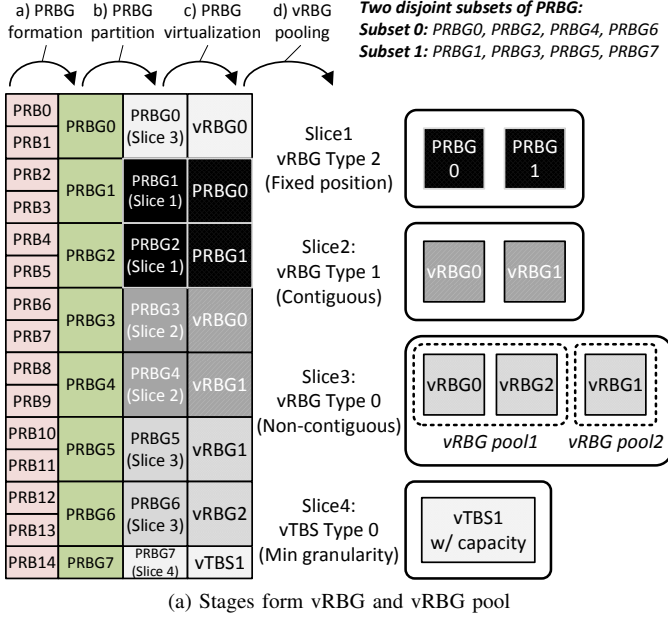 a) PRBG formation
b) PRBG partition
c) PRBG virtualization
d) vRBG pooling
Two disjoint subsets of PRBG:
Subset 0: PRBG0, PRBG2, PRBG4, PRBG6
Subset 1: PRBG1, PRBG3, PRBG5, PRBG7
PRB0
PRB1
PRB2
PRB3
PRB4
PRB5
PRB6
PRB7
PRB8
PRB9
PRB10
PRB11
PRB12
PRB13
PRB14
PRBG0
PRBG1
PRBG2
PRBG3
PRBG4
PRBG5
PRBG6
PRBG7
PRBG0
(Slice 3)
PRBG1
(Slice 1)
PRBG2
(Slice 1)
PRBG3
(Slice 2)
PRBG4
(Slice 2)
PRBG5
(Slice 3)
PRBG6
(Slice 3)
PRBG7
(Slice 4)
vRBG0
PRBG0
PRBG1
vRBG0
vRBG1
vRBG1
vRBG2
vTBS1
Slice1
vRBG Type 2
(Fixed position)
PRBG
0
PRBG
1
Slice2:
vRBG Type 1
(Contiguous)
vRBG0
vRBG1
Slice3:
vRBG Type 0
(Non-contiguous)
vRBG0
vRBG2
vRBG1
vRBG pool1
vRBG pool2
Slice4:
vTBS Type 0
(Min granularity)
vTBS1
w/ capacity
(a) Stages form vRBG and vRBG pool